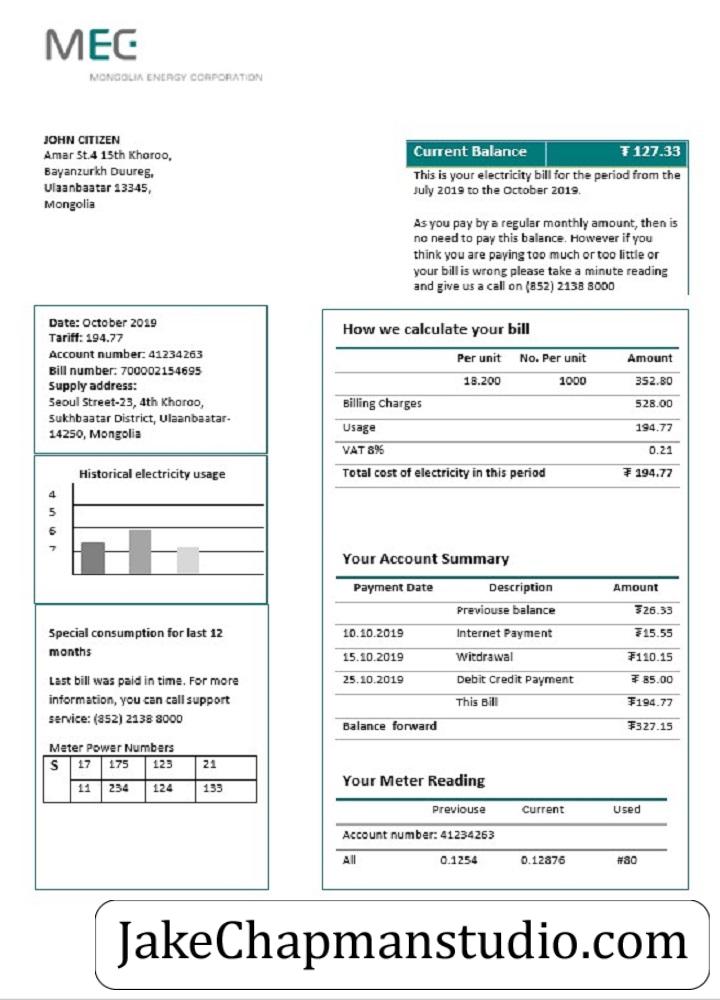 MEC
MONGOLIA ENERGY CORPORATION
JOHN CITIZEN
Amar St.4 15th Khoroo,
Bayanzurkh Duureg,
Ulaanbaatar 13345,
Mongolia
Current Balance ₮ 127.33
This is your electricity bill for the period from the
July 2019 to the October 2019.
As you pay by a regular monthly amount, then is
no need to pay this balance. However if you
think you are paying too much or too little or
your bill is wrong please take a minute reading
and give us a call on (852) 2138 8000
Date: October 2019
Tariff: 194.77
Account number: 41234263
Bill number: 700002154695
Supply address:
Seoul Street-23, 4th Khoroo,
Sukhbaatar District, Ulaanbaatar-
14250, Mongolia
Historical electricity usage
4
5
6
7
Special consumption for last 12
months
Last bill was paid in time. For more
information, you can call support
service: (852) 2138 8000
Meter Power Numbers
S 17 175 123 21
11 234 124 133
How we calculate your bill
Per unit No. Per unit Amount
18.200 1000 352.80
Billing Charges 528.00
Usage 194.77
VAT 8% 0.21
Total cost of electricity in this period ₮ 194.77
Your Account Summary
Payment Date Description Amount
Previouse balance ₮26.33
10.10.2019 Internet Payment ₮15.55
15.10.2019 Witdrawal ₮110.15
25.10.2019 Debit Credit Payment ₮ 85.00
This Bill ₮194.77
Balance forward ₮327.15
Your Meter Reading
Previouse Current Used
Account number: 41234263
All 0.1254 0.12876 #80
JakeChapmanstudio.com